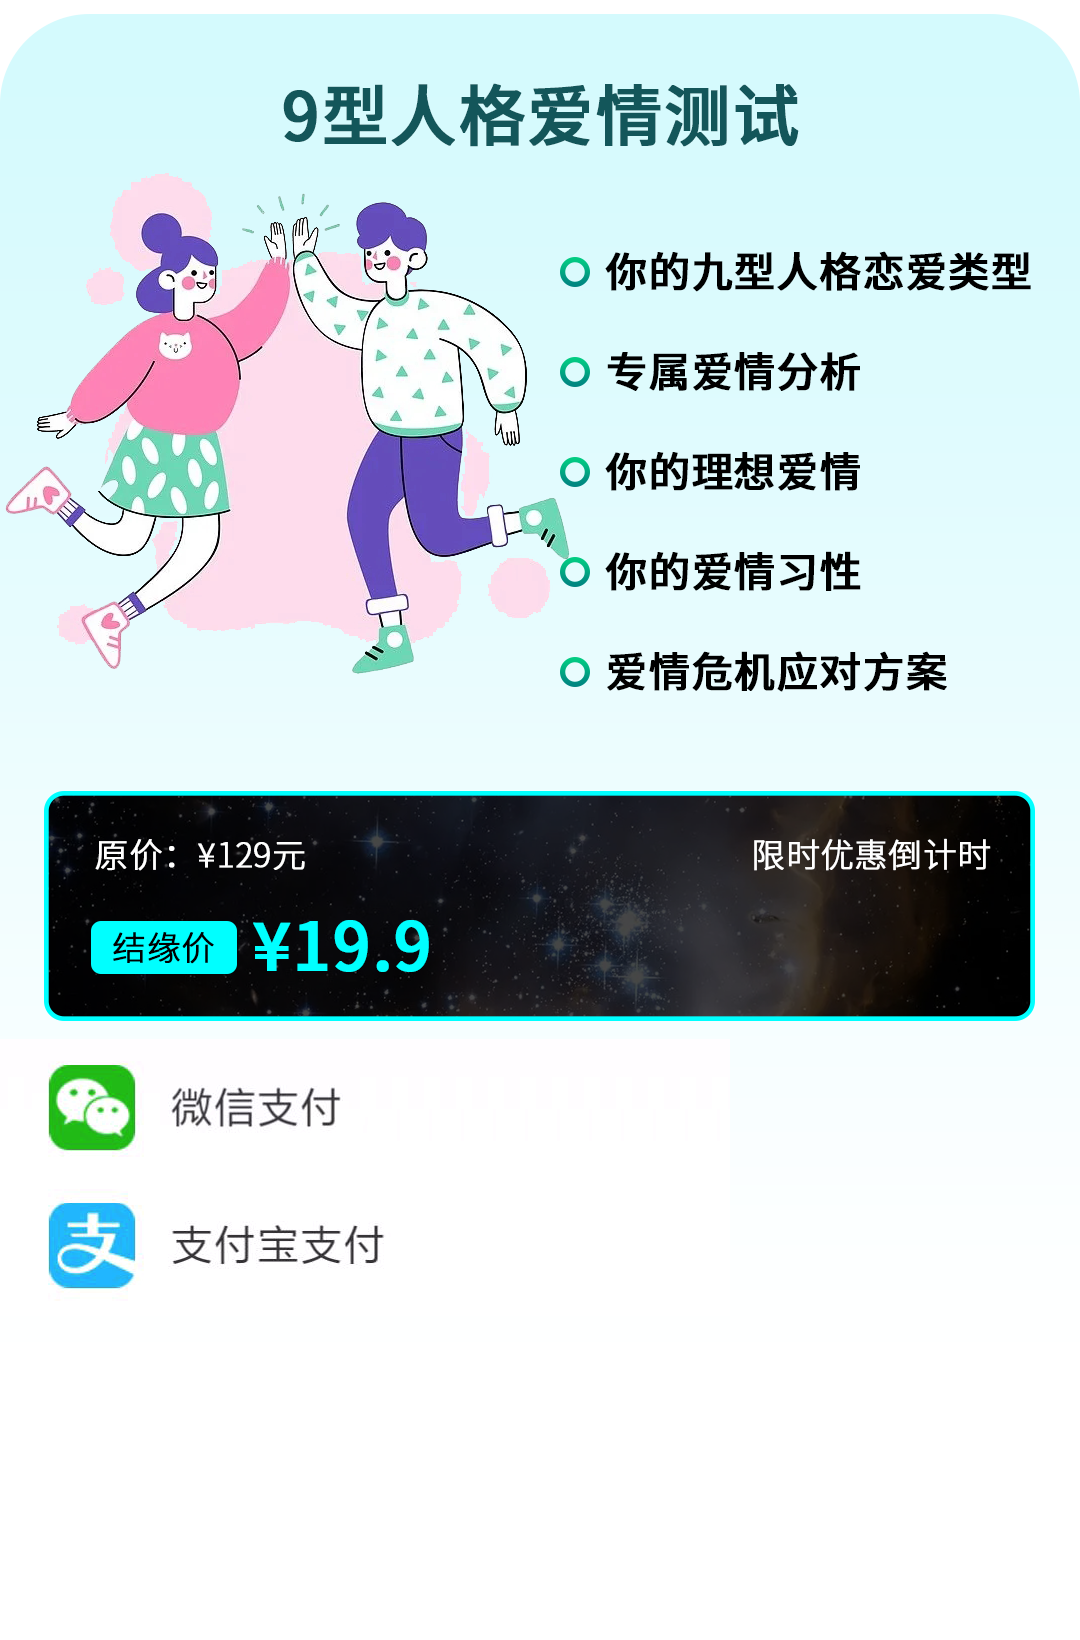 9型人格爱情测试
你的九型人格恋爱类型
专属爱情分析
你的理想爱情
你的爱情习性
爱情危机应对方案
原价：¥129元
限时优惠倒计时
结缘价 ¥19.9
微信支付
支
支付宝支付